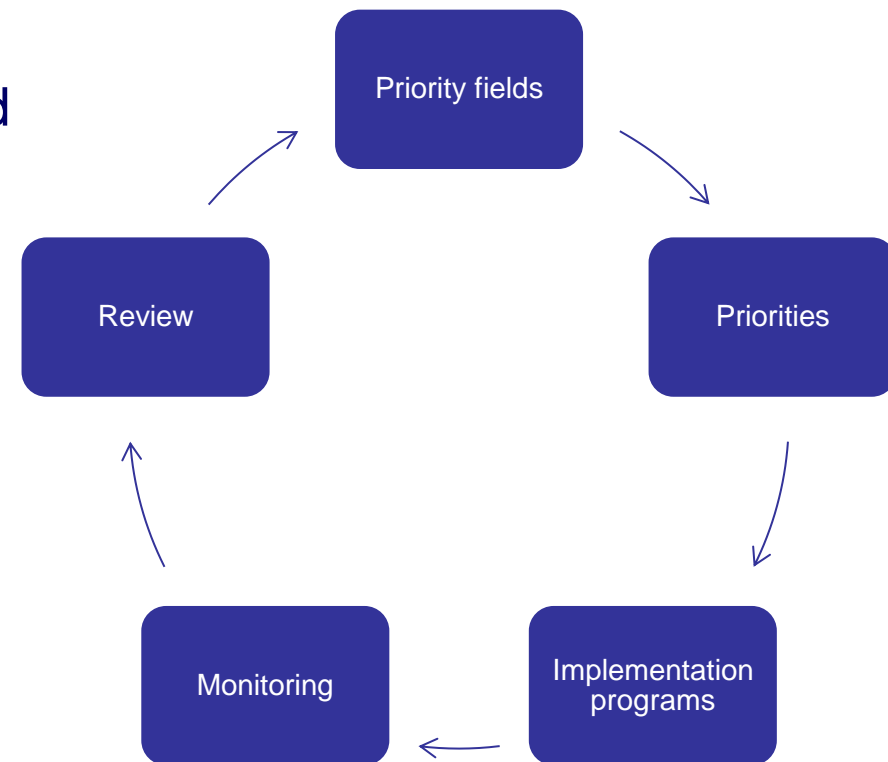 Priority fields
Review
Priorities
Monitoring
Implementation
programs